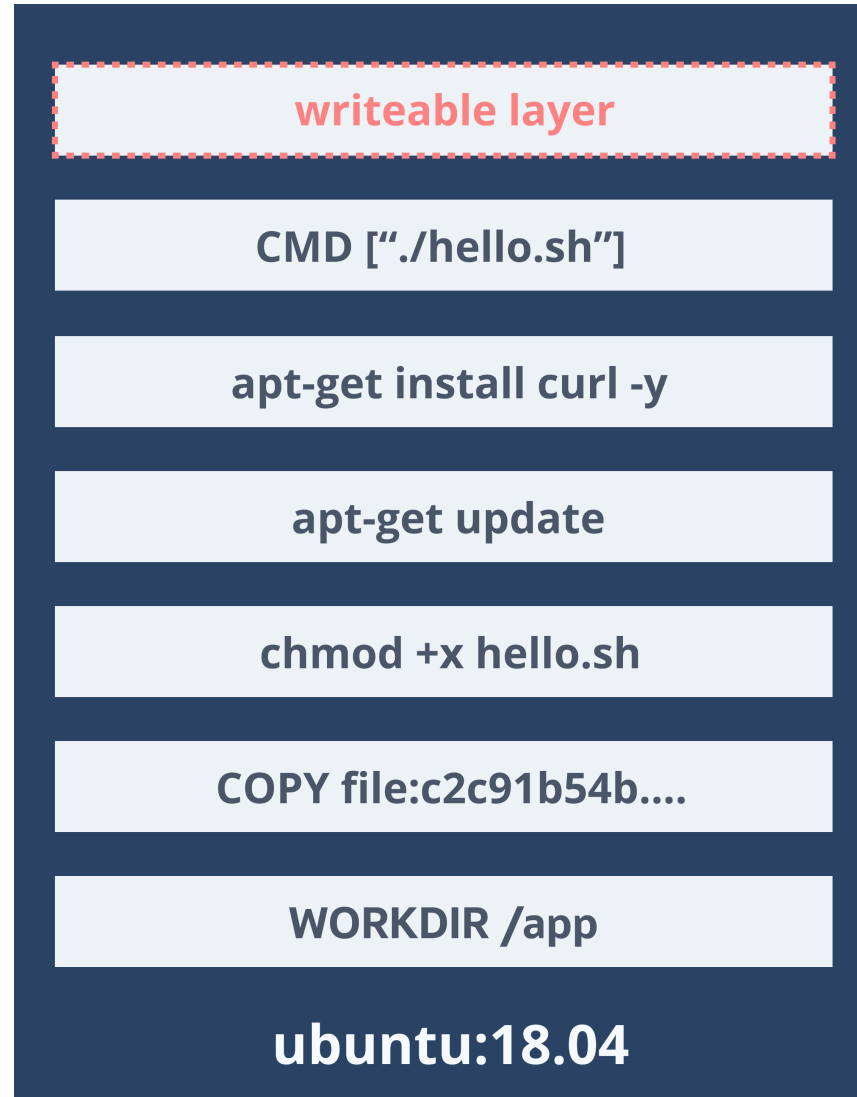 writeable layer
CMD [“./hello.sh”]
apt-get install curl -y
apt-get update
chmod +x hello.sh
COPY file:c2c91b54b....
WORKDIR /app
ubuntu:18.04